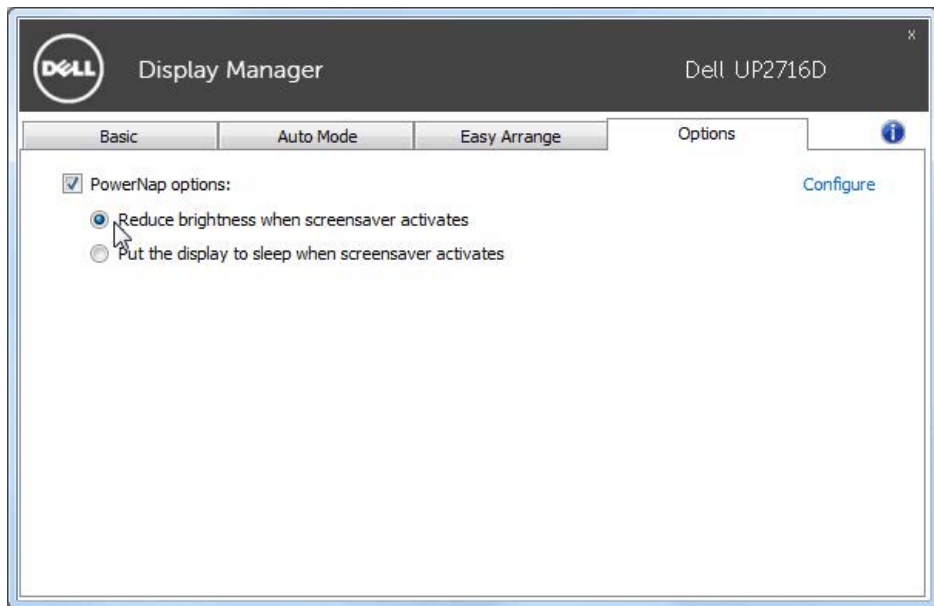 DELL Display Manager Dell UP2716D x
Basic Auto Mode Easy Arrange Options i
PowerNap options: Configure
Reduce brightness when screensaver activates
Put the display to sleep when screensaver activates